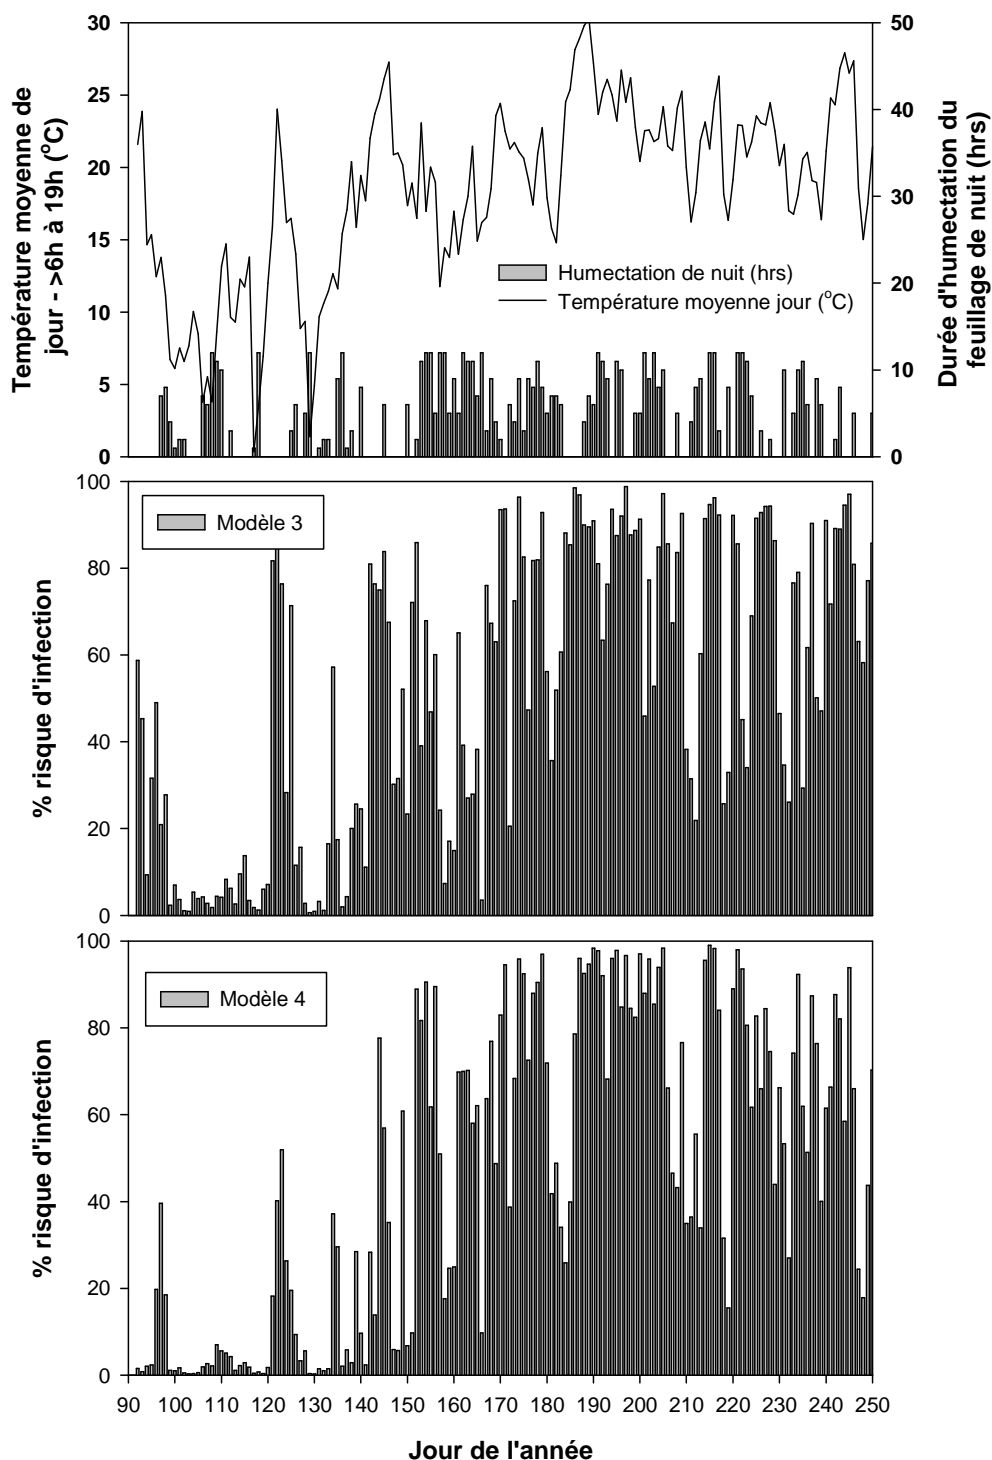 30
25
20
15
10
5
0
Température moyenne de
jour - >6h à 19h (°C)
50
40
30
20
10
0
Durée d'humectation du
feuillage de nuit (hrs)
Humectation de nuit (hrs)
Température moyenne jour (°C)
100
80
60
40
20
0
% risque d'infection
Modèle 3
100
80
60
40
20
0
% risque d'infection
Modèle 4
90 100 110 120 130 140 150 160 170 180 190 200 210 220 230 240 250
Jour de l'année